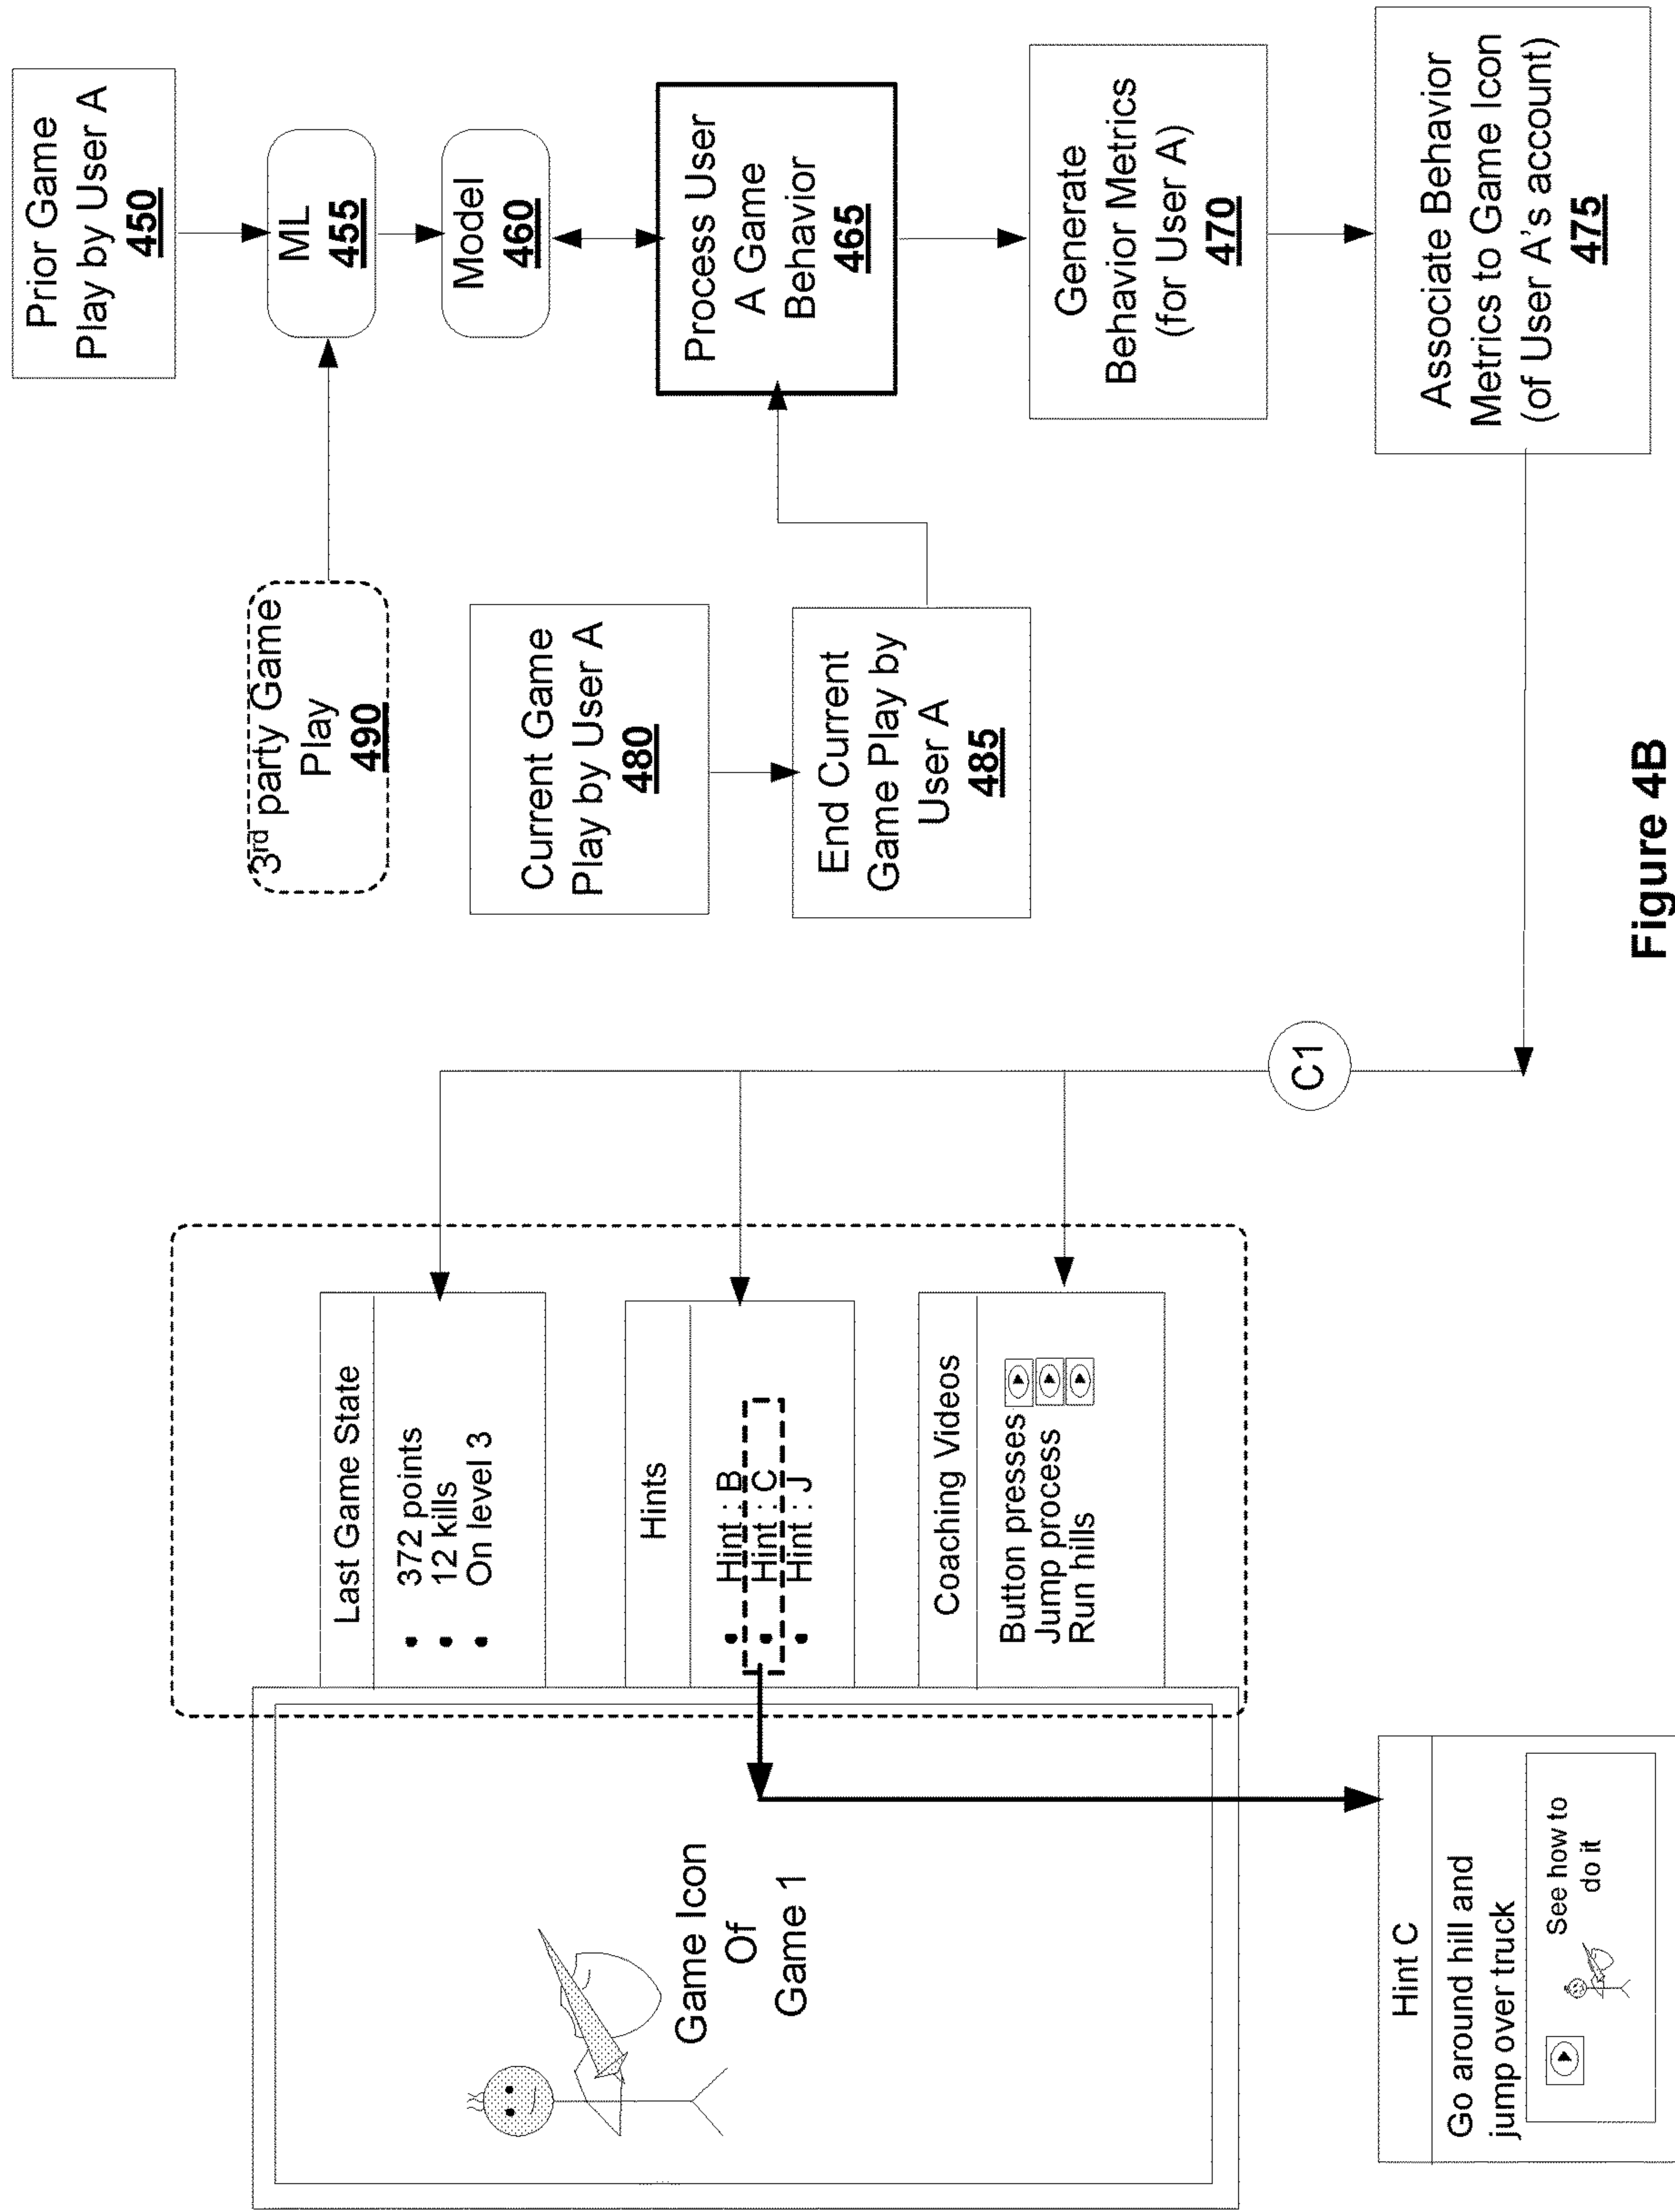 Prior Game
Play by User A
450
3rd party Game
Play
490
ML
455
Model
460
Current Game
Play by User A
480
End Current
Game Play by
User A
485
Process User
A Game
Behavior
465
Generate
Behavior Metrics
(for User A)
470
Associate Behavior
Metrics to Game Icon
(of User A's account)
475
C1
Game Icon
Of
Game 1
Last Game State
• 372 points
• 12 kills
• On level 3
Hints
• Hint : B
• Hint : C
• Hint : J
Coaching Videos
Button presses
Jump process
Run hills
Hint C
Go around hill and
jump over truck
See how to
do it
Figure 4B